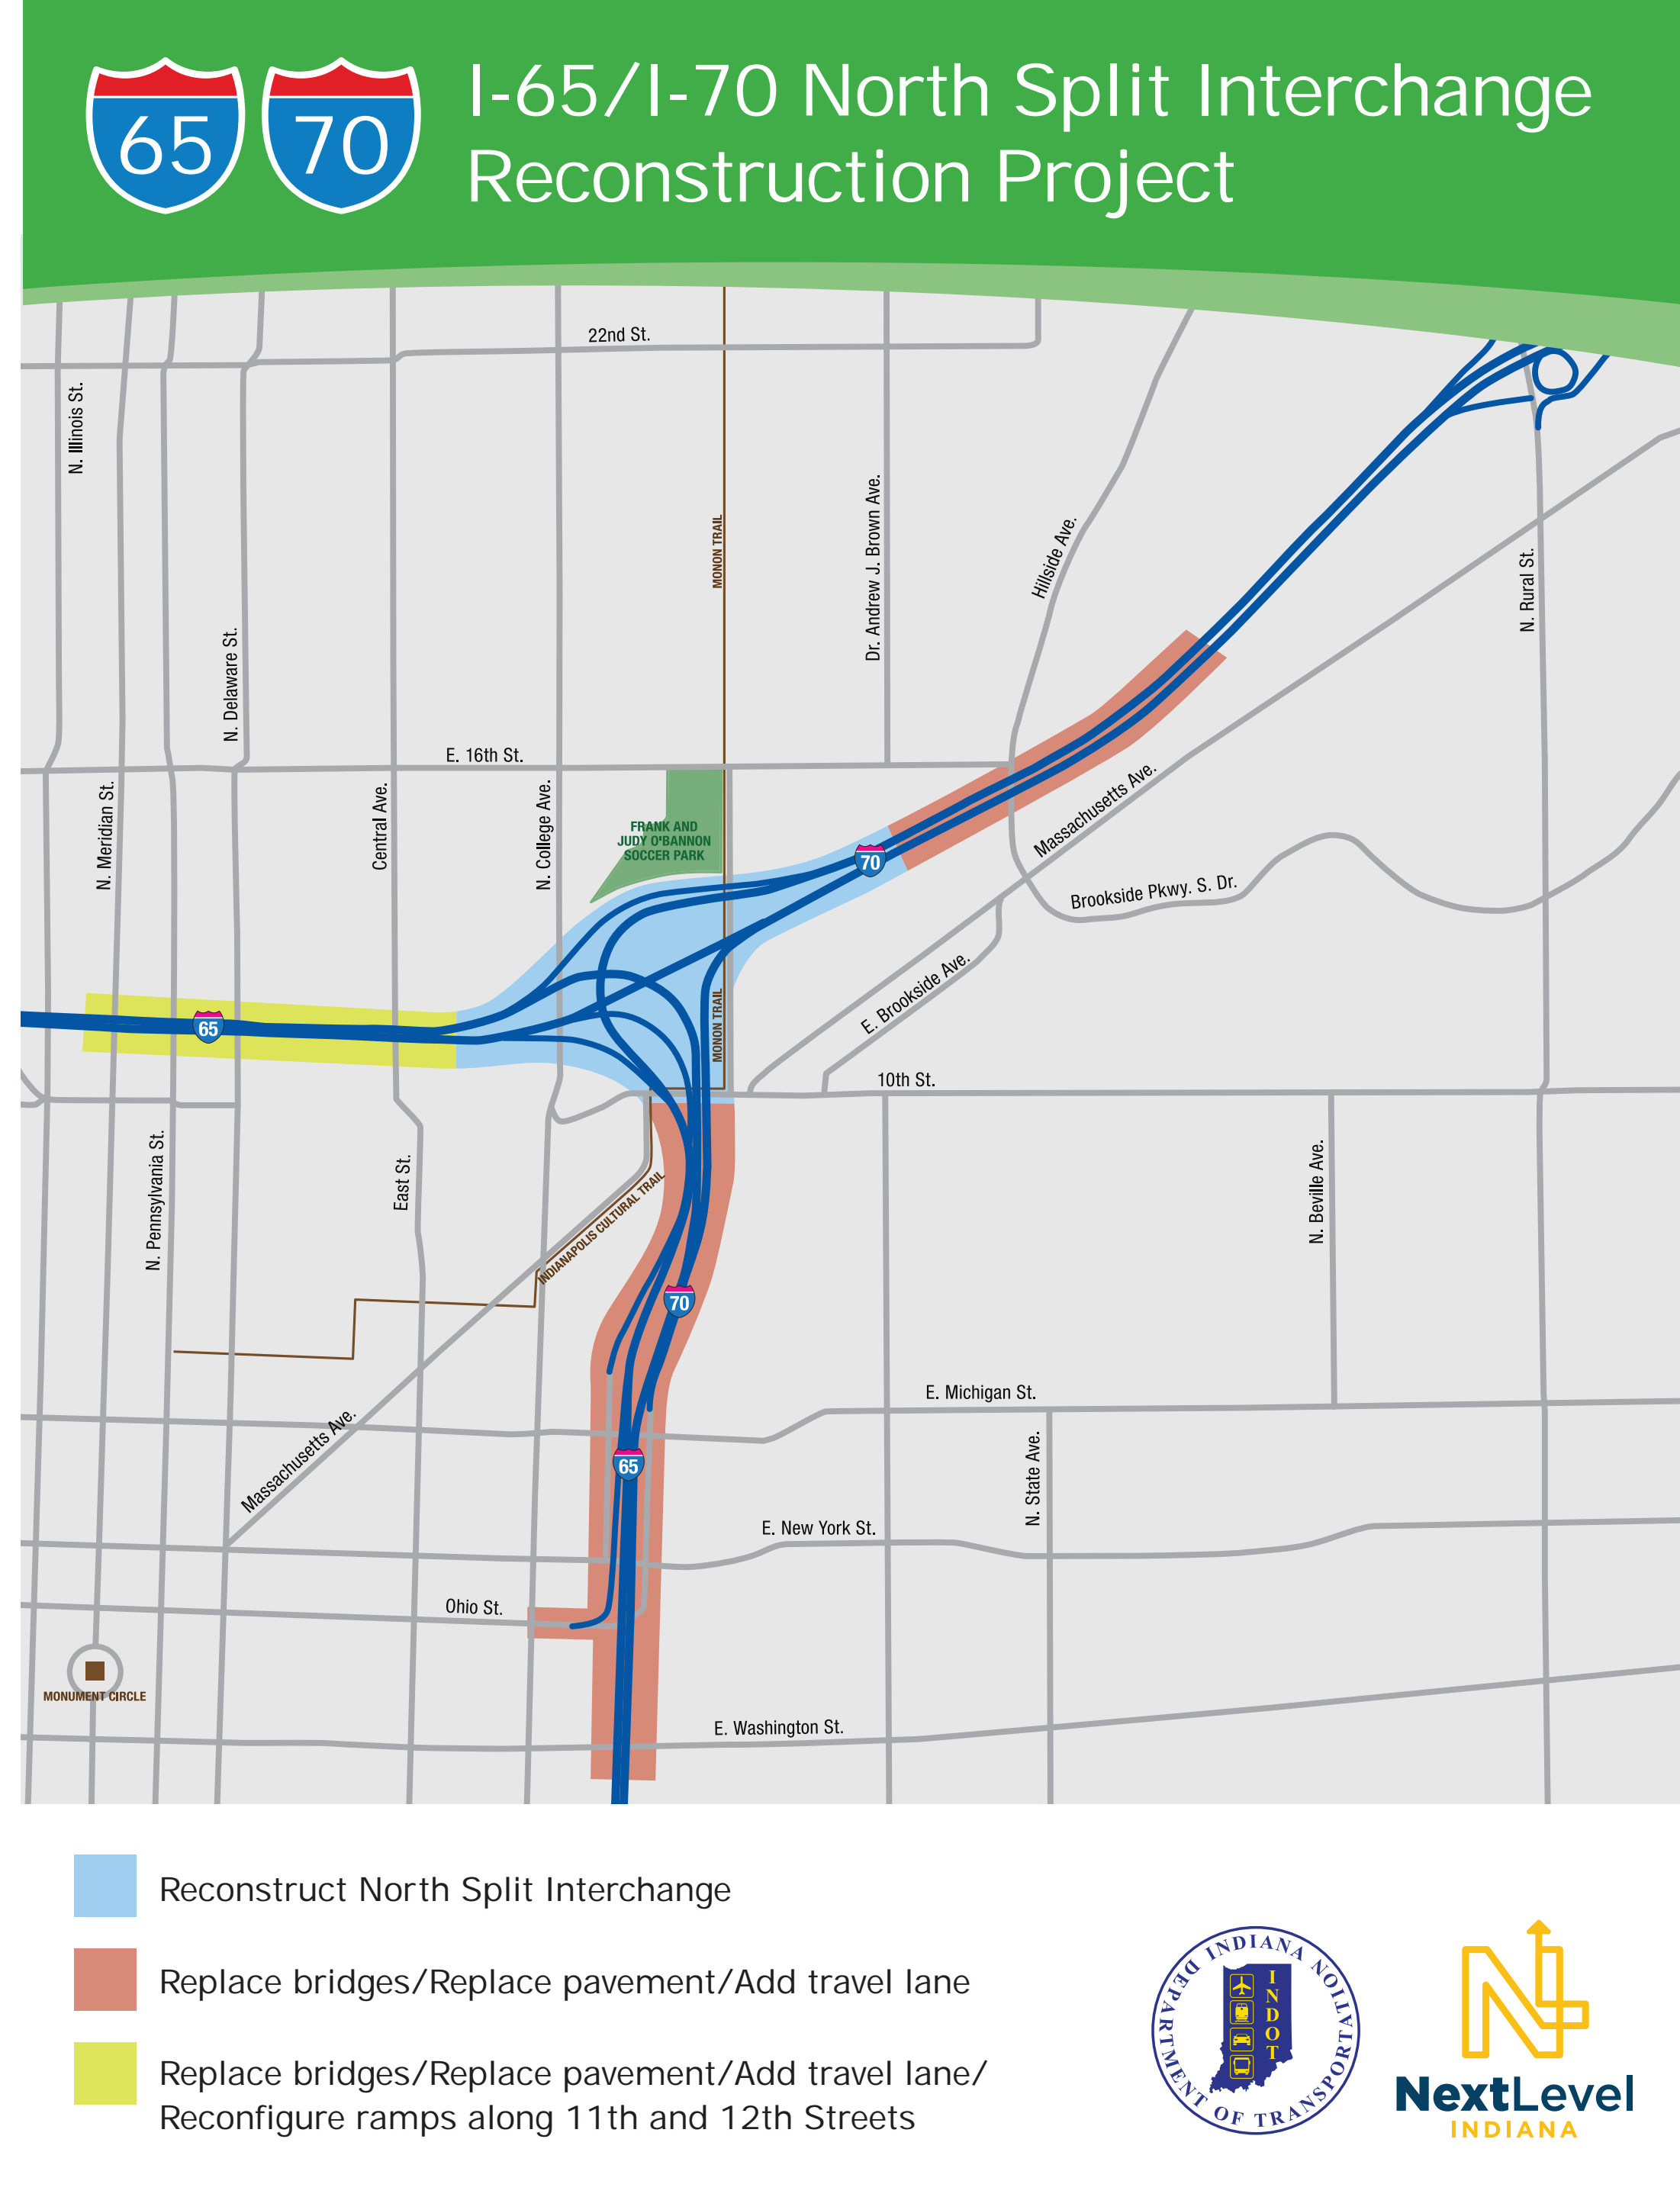 65
70
I-65/I-70 North Split Interchange
Reconstruction Project
22nd St.
N. Illinois St.
MONON TRAIL
Dr. Andrew J. Brown Ave.
Hillside Ave.
N. Rural St.
N. Delaware St.
E. 16th St.
N. Meridian St.
Central Ave.
N. College Ave.
FRANK AND
JUDY O'BANNON
SOCCER PARK
70
Massachusetts Ave.
Brookside Pkwy. S. Dr.
E. Brookside Ave.
65
MONON TRAIL
10th St.
N. Pennsylvania St.
East St.
INDIANAPOLIS CULTURAL TRAIL
N. Beville Ave.
70
E. Michigan St.
Massachusetts Ave.
65
N. State Ave.
E. New York St.
Ohio St.
MONUMENT CIRCLE
E. Washington St.
Reconstruct North Split Interchange
Replace bridges/Replace pavement/Add travel lane
Replace bridges/Replace pavement/Add travel lane/
Reconfigure ramps along 11th and 12th Streets
INDIANA DEPARTMENT OF TRANSPORTATION
INDOT
NextLevel
INDIANA